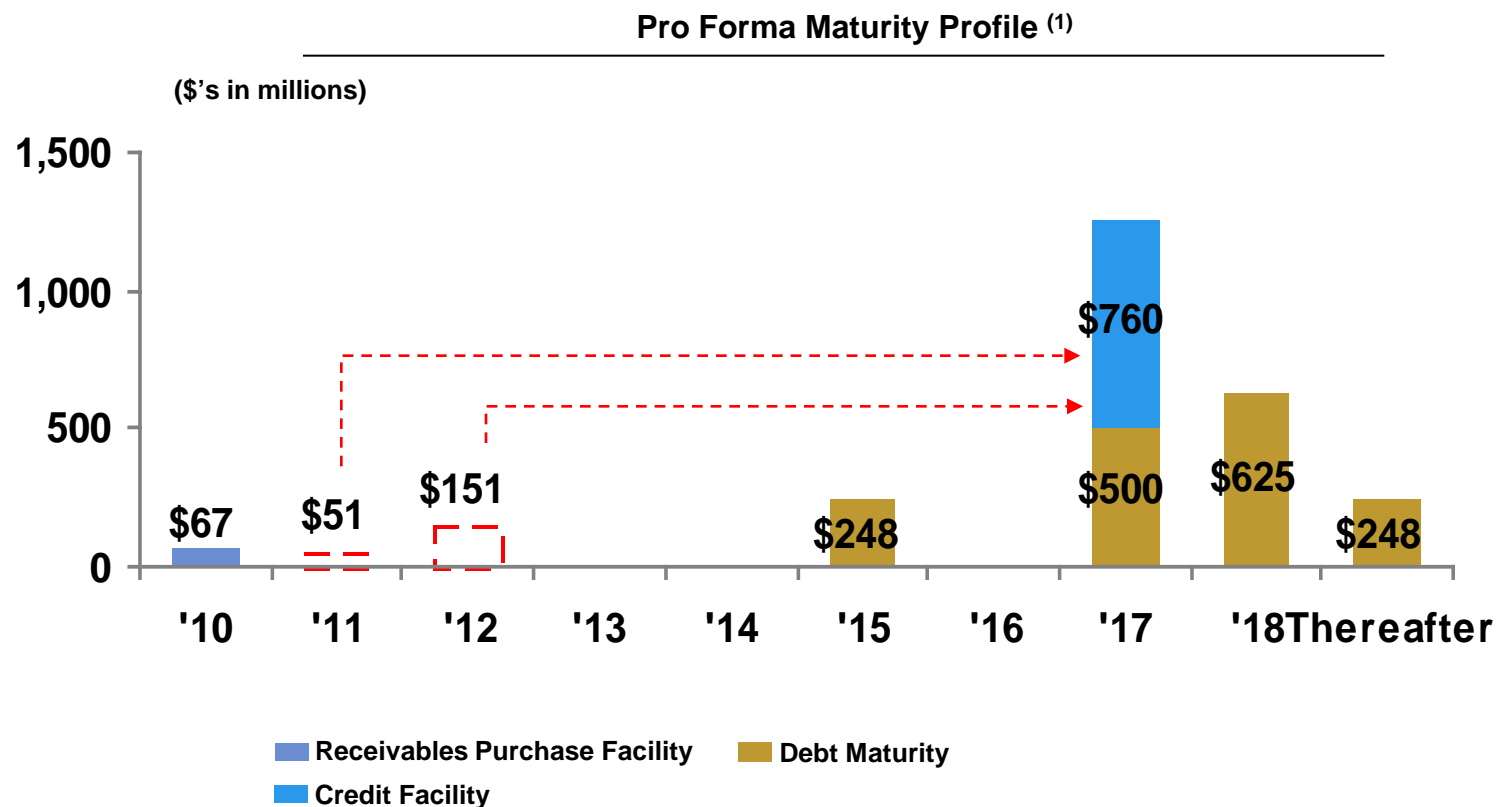 Pro Forma Maturity Profile (1)
($’s in millions)
1,500
1,000
$760
500
$151
$67
$51
$248
$500
$625
$248
0
'10 '11 '12 '13 '14 '15 '16 '17 '18 Thereafter
Receivables Purchase Facility Debt Maturity
Credit Facility